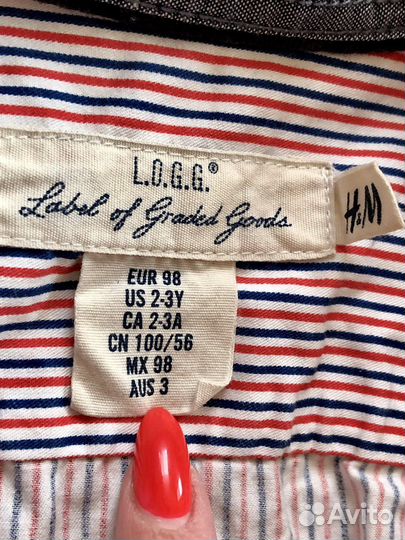 L.O.G.G.®
Label of Graded Goods
H&M
EUR 98
US 2-3Y
CA 2-3A
CN 100/56
MX 98
AUS 3
Avito